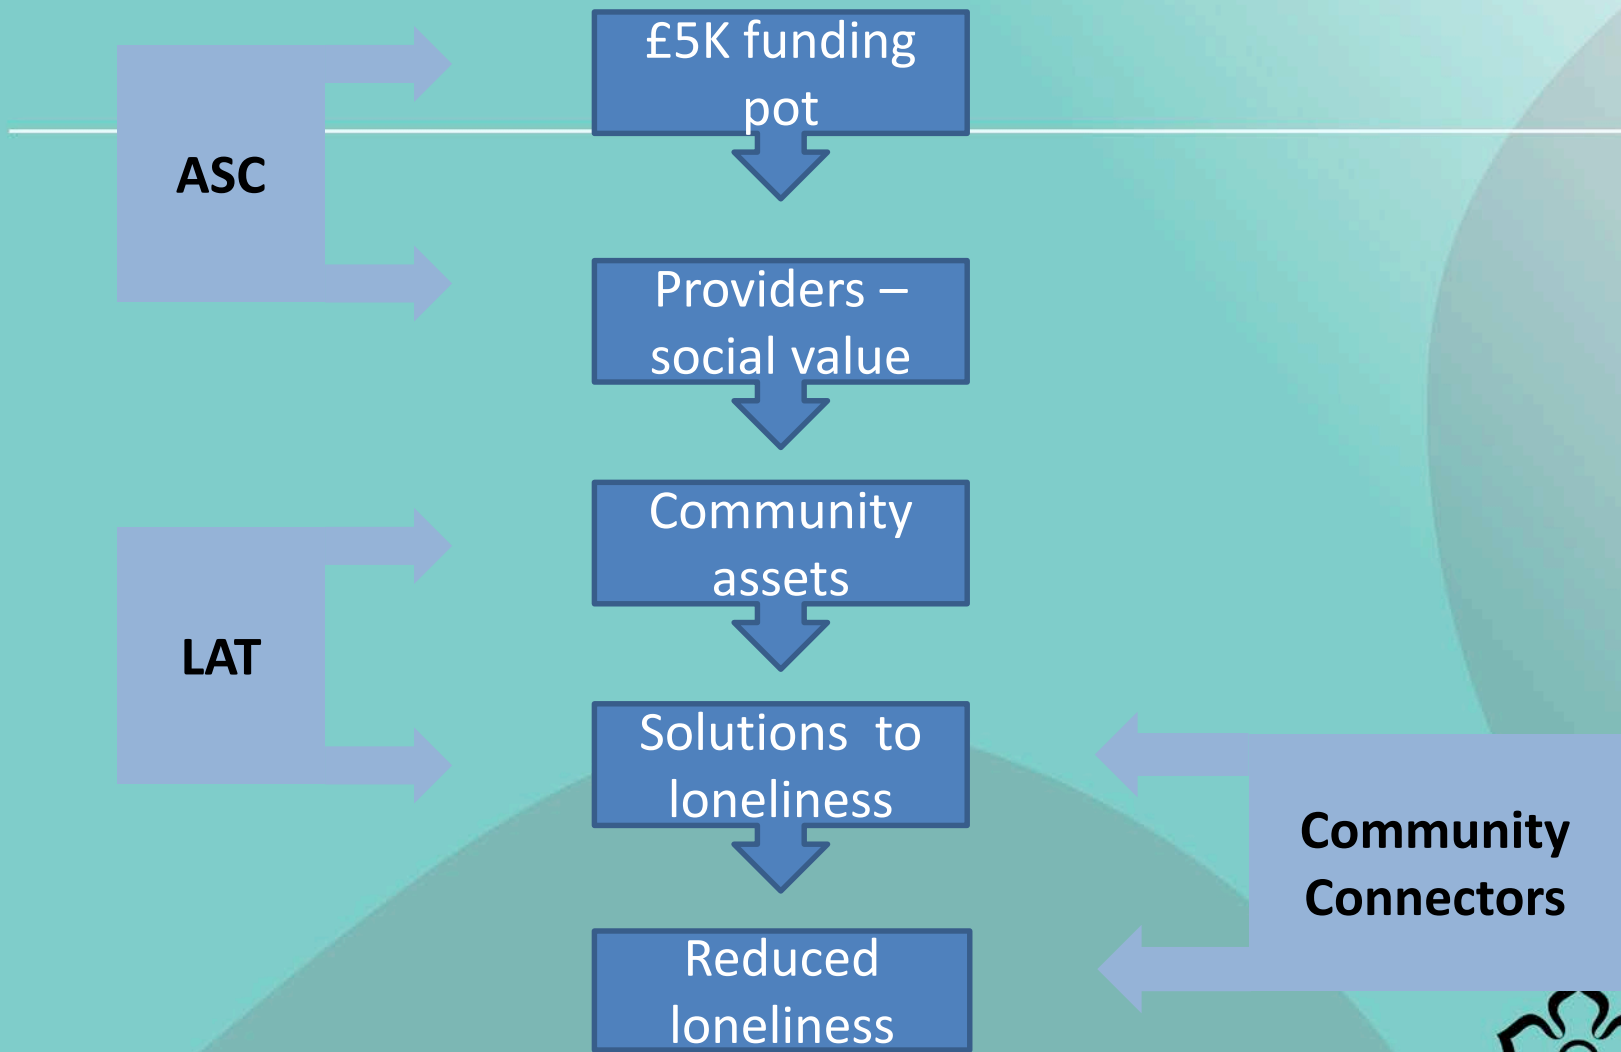 £5K funding
pot
ASC
Providers –
social value
Community
assets
LAT
Solutions  to
loneliness
Community
Connectors
Reduced
loneliness